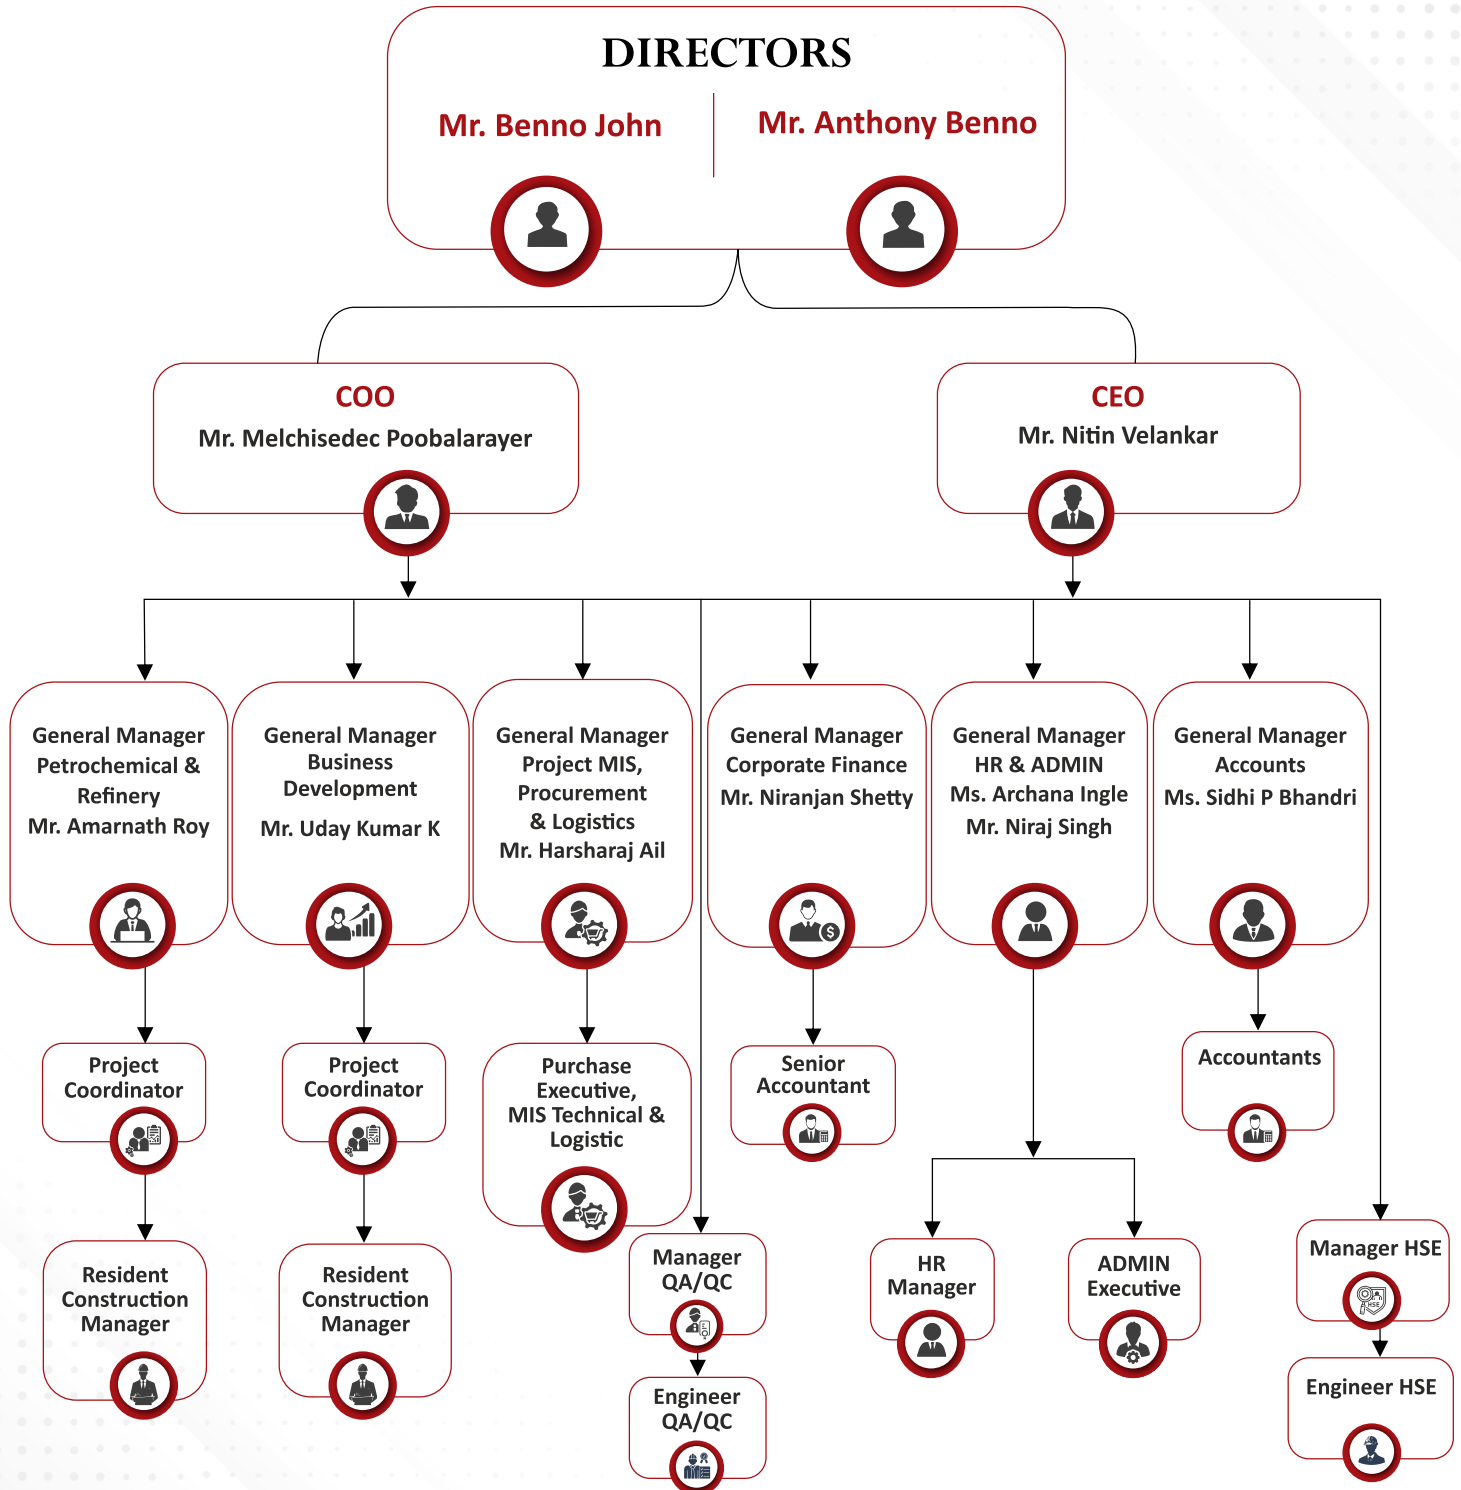 DIRECTORS
Mr. Benno John
Mr. Anthony Benno
COO
Mr. Melchisedec Poobalarayer
CEO
Mr. Nitin Velankar
General Manager
Petrochemical &
Refinery
Mr. Amarnath Roy
General Manager
Business
Development
Mr. Uday Kumar K
General Manager
Project MIS,
Procurement
& Logistics
Mr. Harsharaj Ail
General Manager
Corporate Finance
Mr. Niranjan Shetty
General Manager
HR & ADMIN
Ms. Archana Ingle
Mr. Niraj Singh
General Manager
Accounts
Ms. Sidhi P Bhandri
Project
Coordinator
Project
Coordinator
Purchase
Executive,
MIS Technical &
Logistic
Senior
Accountant
Accountants
Resident
Construction
Manager
Resident
Construction
Manager
Manager
QA/QC
HR
Manager
ADMIN
Executive
Manager HSE
HSE
Engineer
QA/QC
Engineer HSE